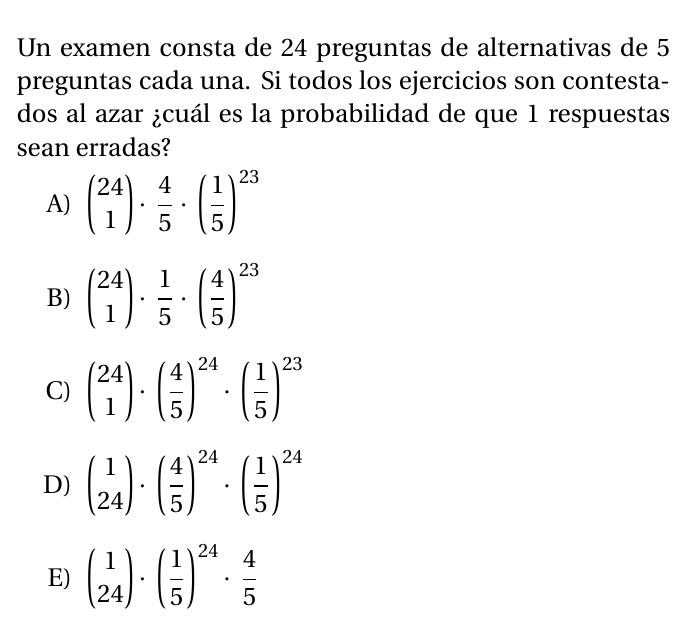 Un examen consta de 24 preguntas de alternativas de 5
preguntas cada una. Si todos los ejercicios son contesta-
dos al azar ¿cuál es la probabilidad de que 1 respuestas
sean erradas?
A) $\binom{24}{1} \cdot \frac{4}{5} \cdot \left(\frac{1}{5}\right)^{23}$
B) $\binom{24}{1} \cdot \frac{1}{5} \cdot \left(\frac{4}{5}\right)^{23}$
C) $\binom{24}{1} \cdot \left(\frac{4}{5}\right)^{24} \cdot \left(\frac{1}{5}\right)^{23}$
D) $\binom{1}{24} \cdot \left(\frac{4}{5}\right)^{24} \cdot \left(\frac{1}{5}\right)^{24}$
E) $\binom{1}{24} \cdot \left(\frac{1}{5}\right)^{24} \cdot \frac{4}{5}$